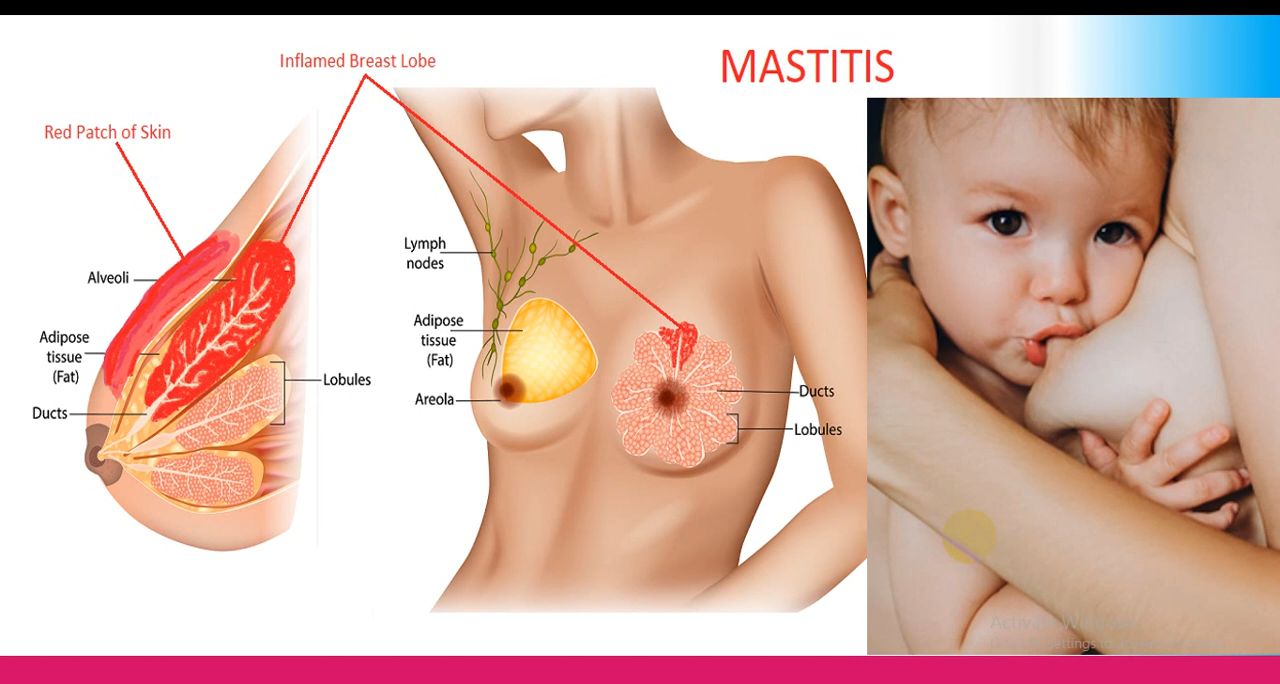 MASTITIS
Inflamed Breast Lobe
Red Patch of Skin
Alveoli
Adipose
tissue
(Fat)
Ducts
Lobules
Lymph
nodes
Adipose
tissue
(Fat)
Areola
Ducts
Lobules